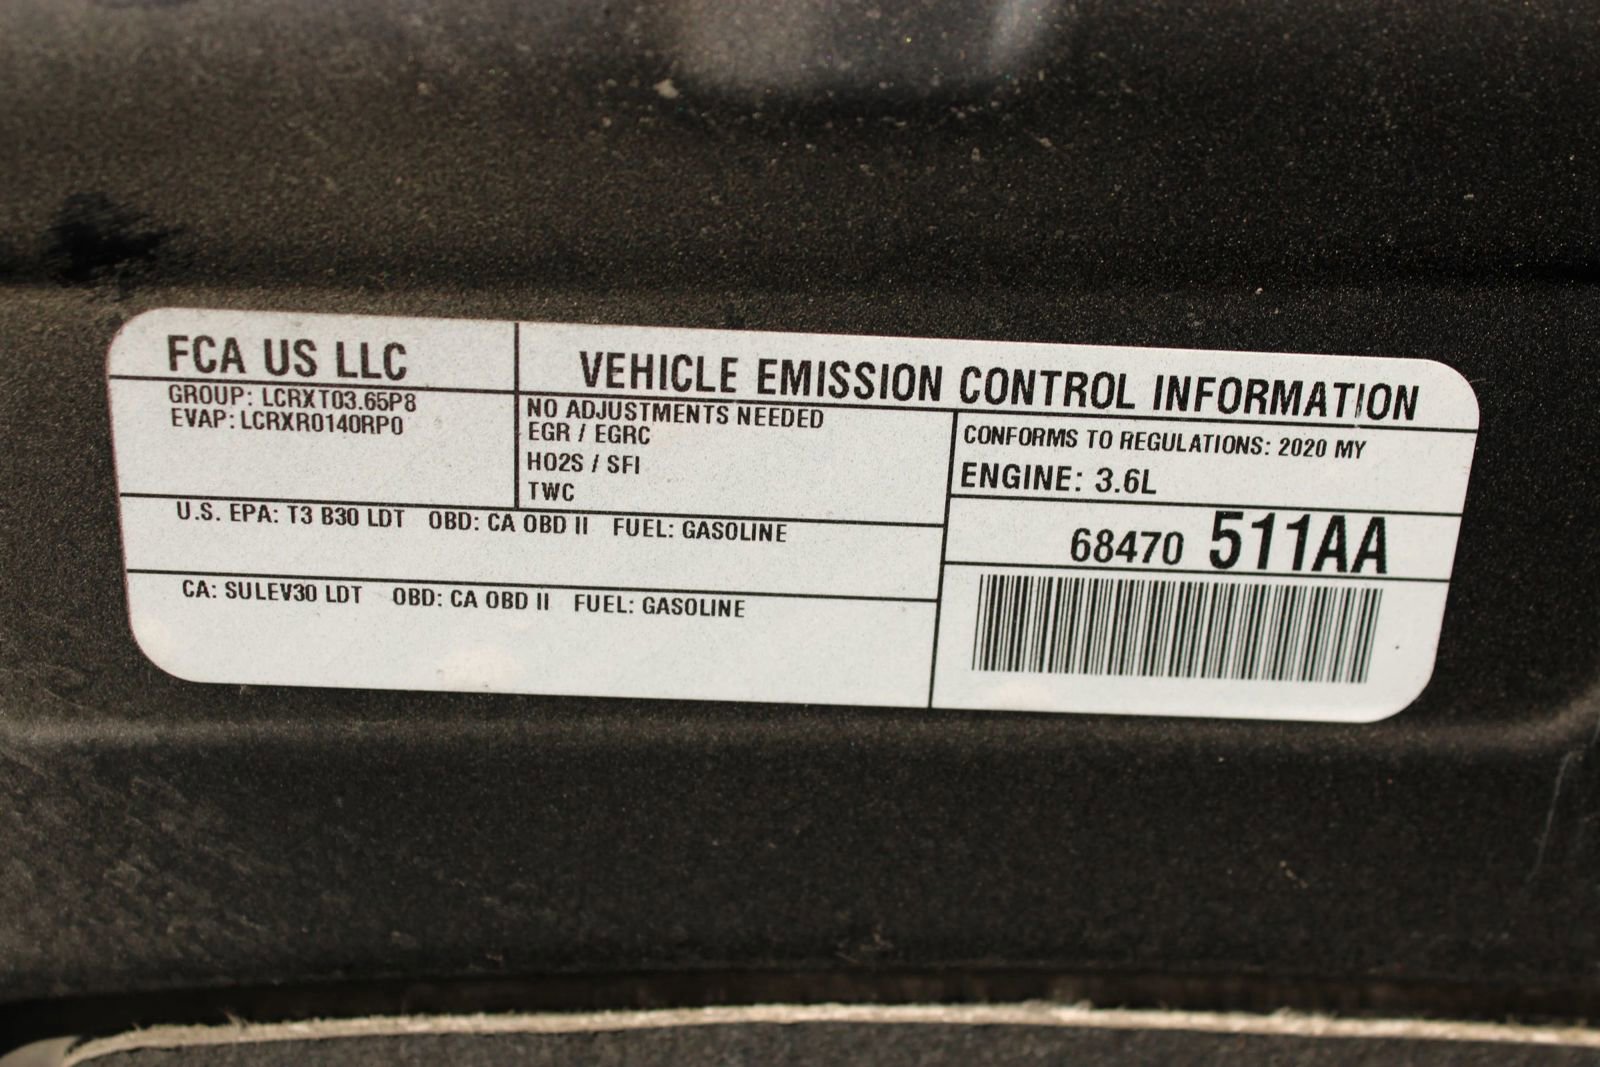 FCA US LLC
VEHICLE EMISSION CONTROL INFORMATION
GROUP: LCRXT03.65P8
EVAP: LCRXR0140RP0
NO ADJUSTMENTS NEEDED
EGR / EGRC
HO2S / SFI
TWC
CONFORMS TO REGULATIONS: 2020 MY
ENGINE: 3.6L
U.S. EPA: T3 B30 LDT OBD: CA OBD II FUEL: GASOLINE
68470 511AA
CA: SULEV30 LDT OBD: CA OBD II FUEL: GASOLINE